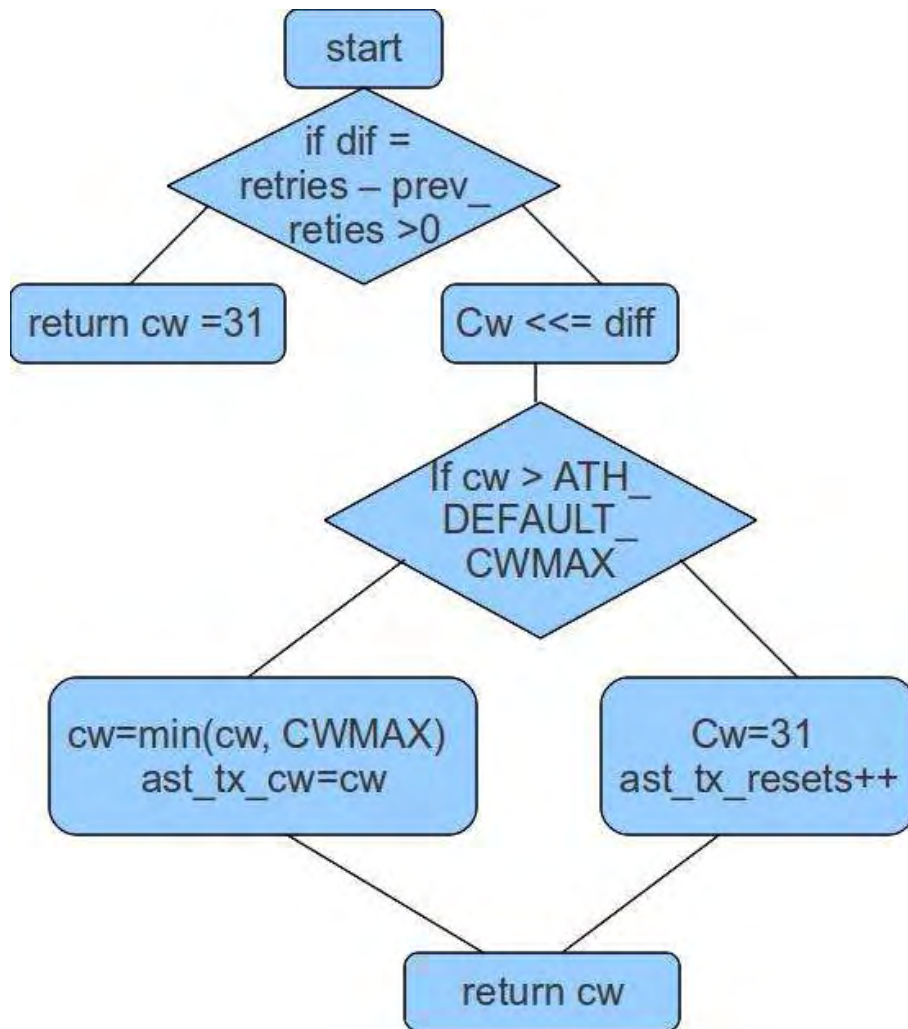 start
if dif =
retries – prev_
reties >0
return cw =31
Cw <<= diff
If cw > ATH_
DEFAULT_
CWMAX
cw=min(cw, CWMAX)
ast_tx_cw=cw
Cw=31
ast_tx_resets++
return cw